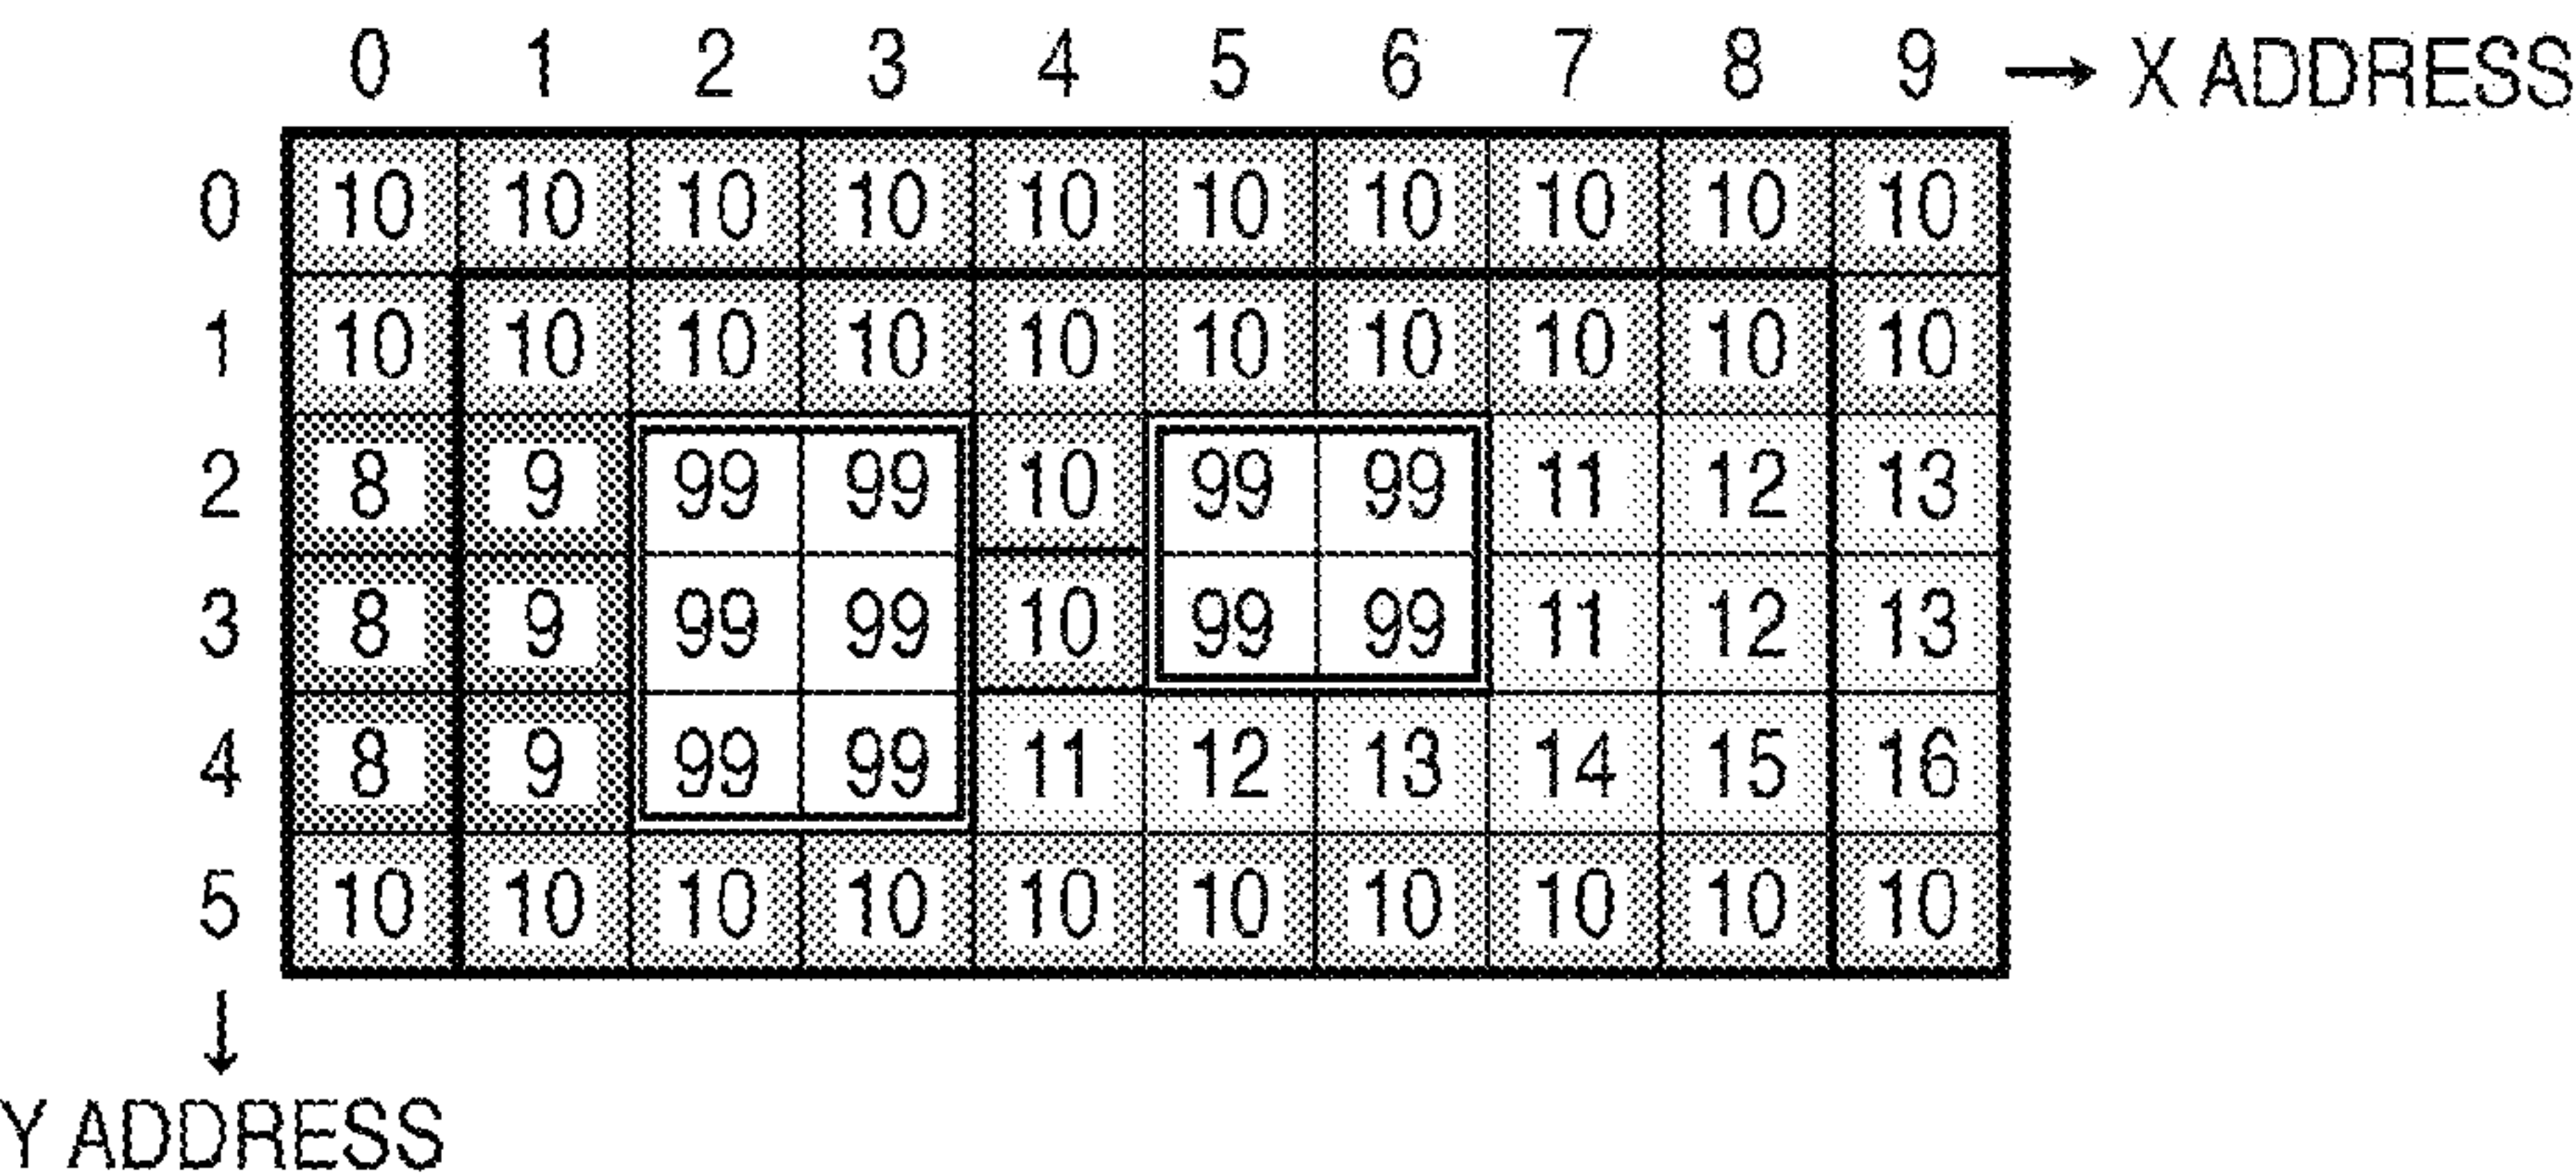 0 1 2 3 4 5 6 7 8 9 → X ADDRESS
0 10 10 10 10 10 10 10 10 10 10
1 10 10 10 10 10 10 10 10 10 10
2 8 9 99 99 10 99 99 11 12 13
3 8 9 99 99 10 99 99 11 12 13
4 8 9 99 99 11 12 13 14 15 16
5 10 10 10 10 10 10 10 10 10 10
↓
Y ADDRESS